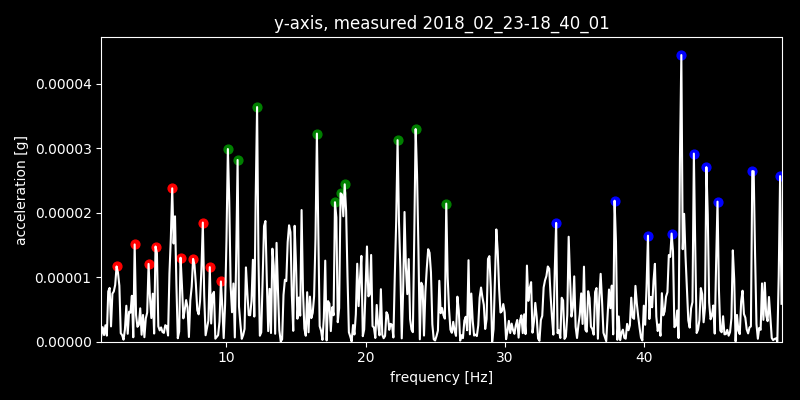 y-axis, measured 2018_02_23-18_40_01
acceleration [g]
0.00004
0.00003
0.00002
0.00001
0.00000
10 20 30 40
frequency [Hz]